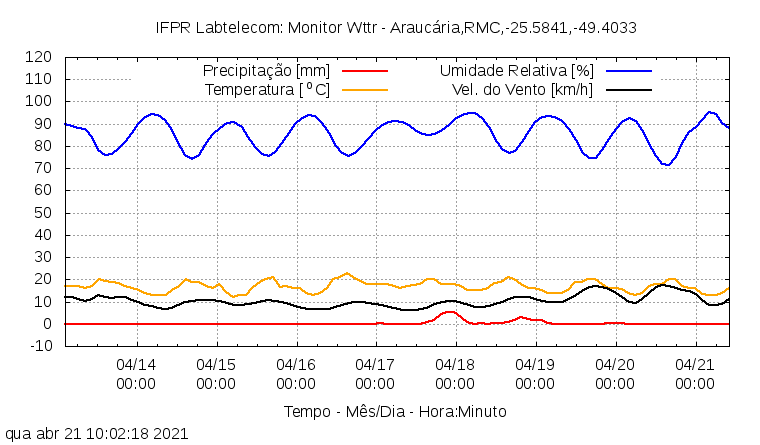 IFPR Labtelecom: Monitor Wttr - Araucária,RMC,-25.5841,-49.4033
Precipitação [mm]
Temperatura [⁰C]
Umidade Relativa [%]
Vel. do Vento [km/h]
120
110
100
90
80
70
60
50
40
30
20
10
0
-10
04/14 04/15 04/16 04/17 04/18 04/19 04/20 04/21
00:00 00:00 00:00 00:00 00:00 00:00 00:00 00:00
Tempo - Mês/Dia - Hora:Minuto
qua abr 21 10:02:18 2021